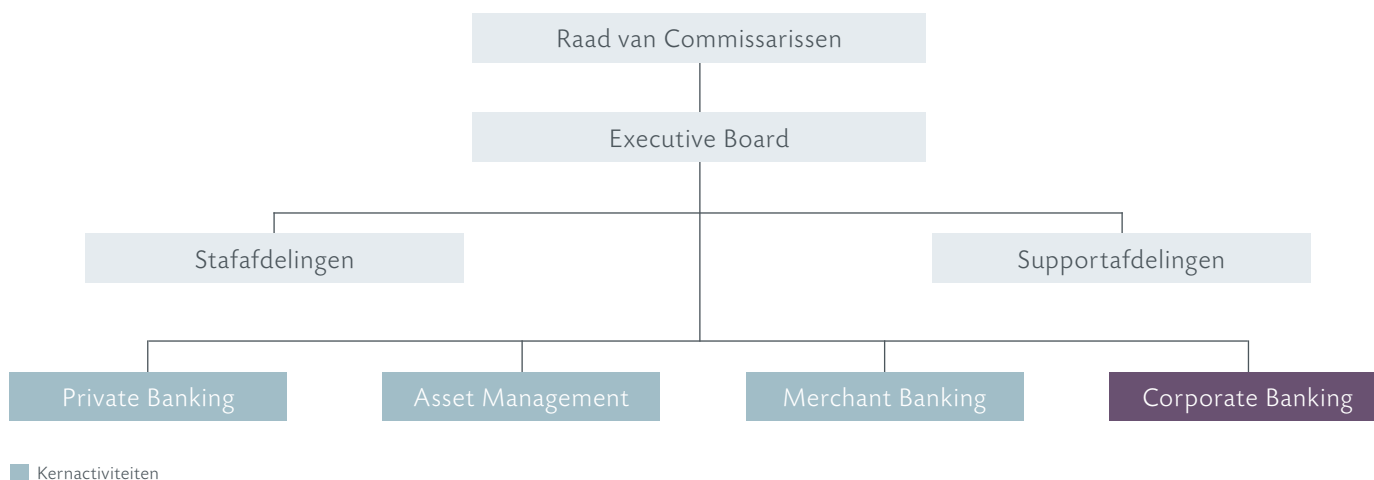 Raad van Commissarissen
Executive Board
Stafafdelingen
Supportafdelingen
Private Banking
Asset Management
Merchant Banking
Corporate Banking
Kernactiviteiten